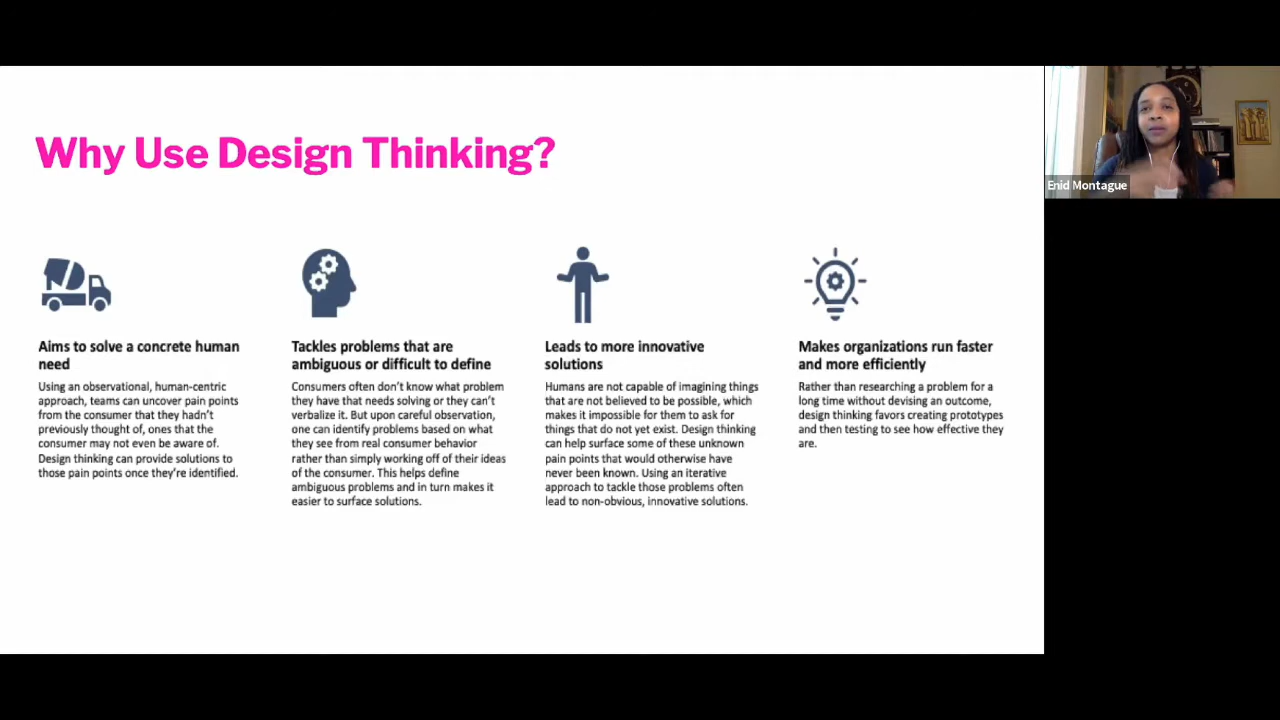 Why Use Design Thinking?
Enid Montague
Aims to solve a concrete human
need
Using an observational, human-centric
approach, teams can uncover pain points
from the consumer that they hadn't
previously thought of, ones that the
consumer may not even be aware of.
Design thinking can provide solutions to
those pain points once they're identified.
Tackles problems that are
ambiguous or difficult to define
Consumers often don't know what problem
they have that needs solving or they can't
verbalize it. But upon careful observation,
one can identify problems based on what
they see from real consumer behavior
rather than simply working off of their ideas
of the consumer. This helps define
ambiguous problems and in turn makes it
easier to surface solutions.
Leads to more innovative
solutions
Humans are not capable of imagining things
that are not believed to be possible, which
makes it impossible for them to ask for
things that do not yet exist. Design thinking
can help surface some of these unknown
pain points that would otherwise have
never been known. Using an iterative
approach to tackle those problems often
lead to non-obvious, innovative solutions.
Makes organizations run faster
and more efficiently
Rather than researching a problem for a
long time without devising an outcome,
design thinking favors creating prototypes
and then testing to see how effective they
are.